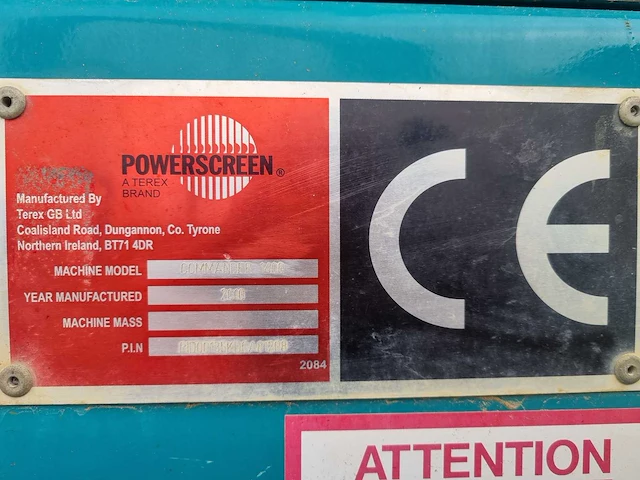 POWERSCREEN®
A TEREX
BRAND
Manufactured By
Terex GB Ltd
Coalisland Road, Dungannon, Co. Tyrone
Northern Ireland, BT71 4DR
MACHINE MODEL
YEAR MANUFACTURED
MACHINE MASS
P.I.N
2084
CE
ATTENTION